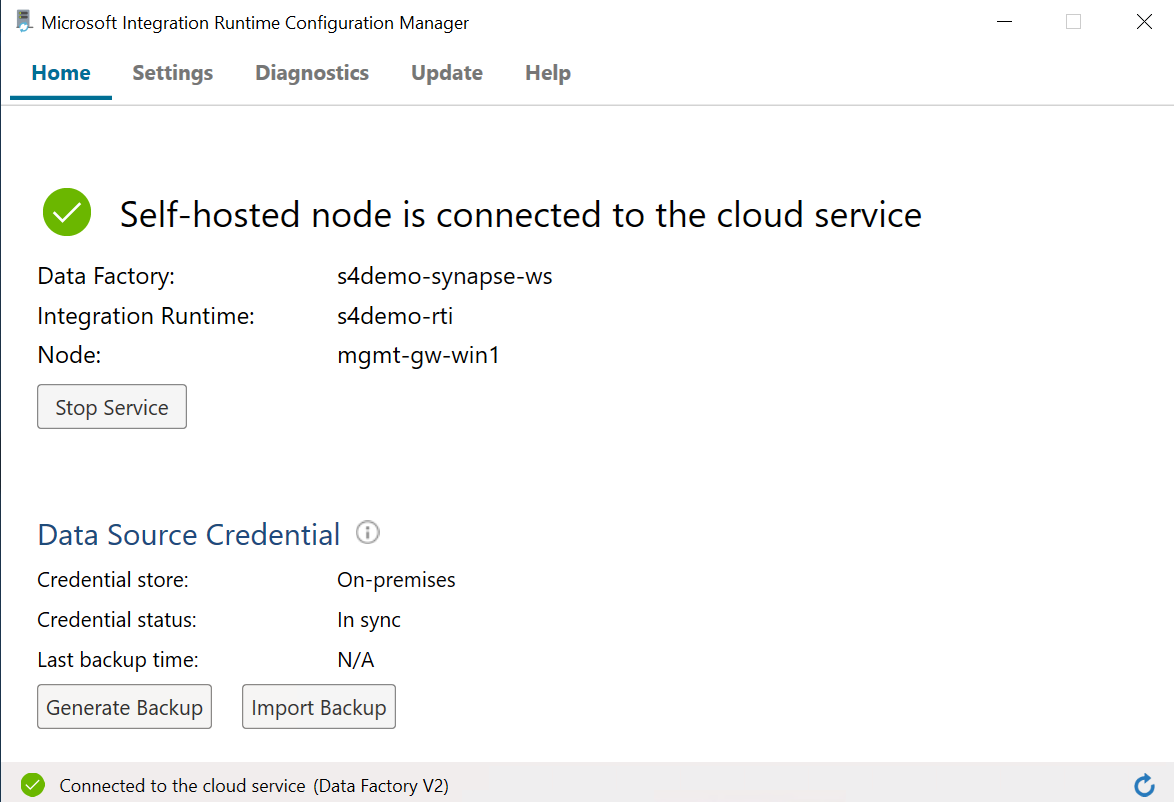 Microsoft Integration Runtime Configuration Manager
Home Settings Diagnostics Update Help
Self-hosted node is connected to the cloud service
Data Factory: s4demo-synapse-ws
Integration Runtime: s4demo-rti
Node: mgmt-gw-win1
Stop Service
Data Source Credential
Credential store: On-premises
Credential status: In sync
Last backup time: N/A
Generate Backup Import Backup
Connected to the cloud service (Data Factory V2)